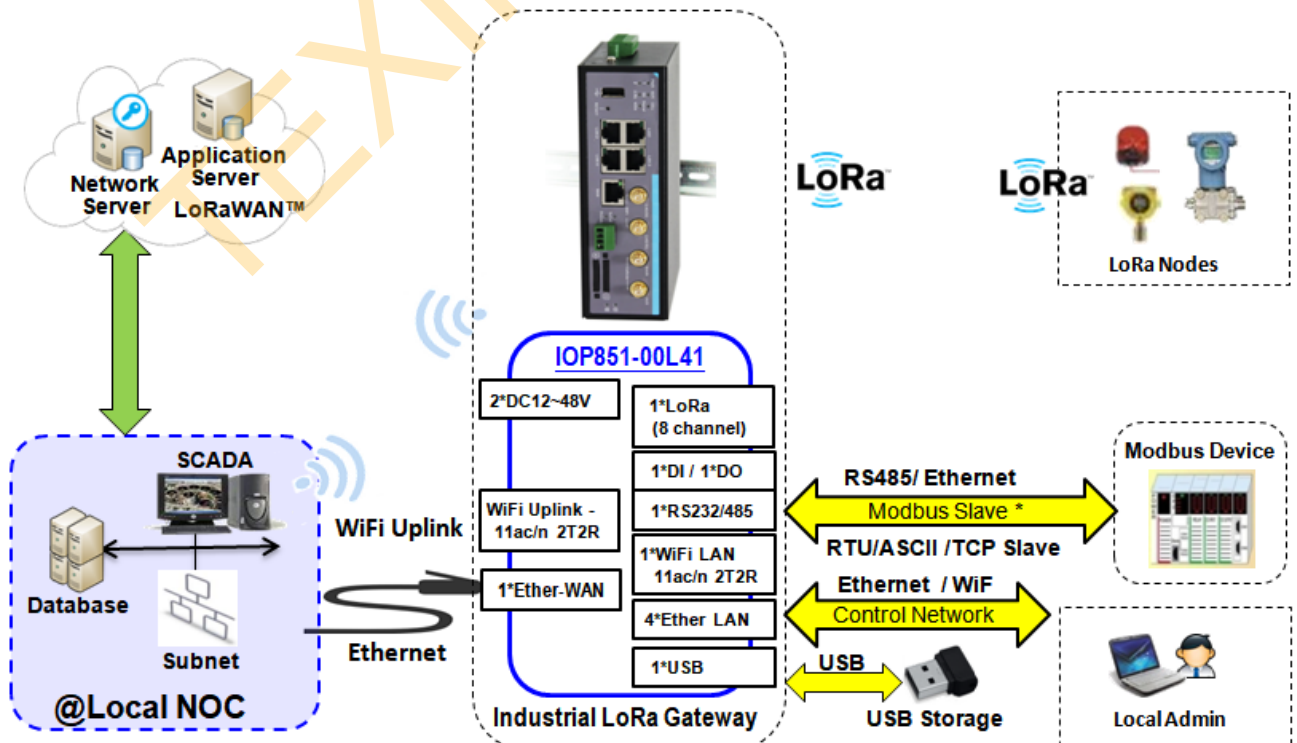 TEXI
Network
Server
Application
Server
LoRaWAN™
LoRa™
LoRa™
LoRa Nodes
IOP851-00L41
2*DC12~48V
1*LoRa
(8 channel)
1*DI / 1*DO
WiFi Uplink -
11ac/n 2T2R
1*RS232/485
1*WiFi LAN
11ac/n 2T2R
1*Ether-WAN
4*Ether LAN
1*USB
Industrial LoRa Gateway
SCADA
Database
Subnet
@Local NOC
WiFi Uplink
Ethernet
RS485/ Ethernet
Modbus Slave *
RTU/ASCII /TCP Slave
Modbus Device
Ethernet / WiF
Control Network
USB
USB Storage
Local Admin